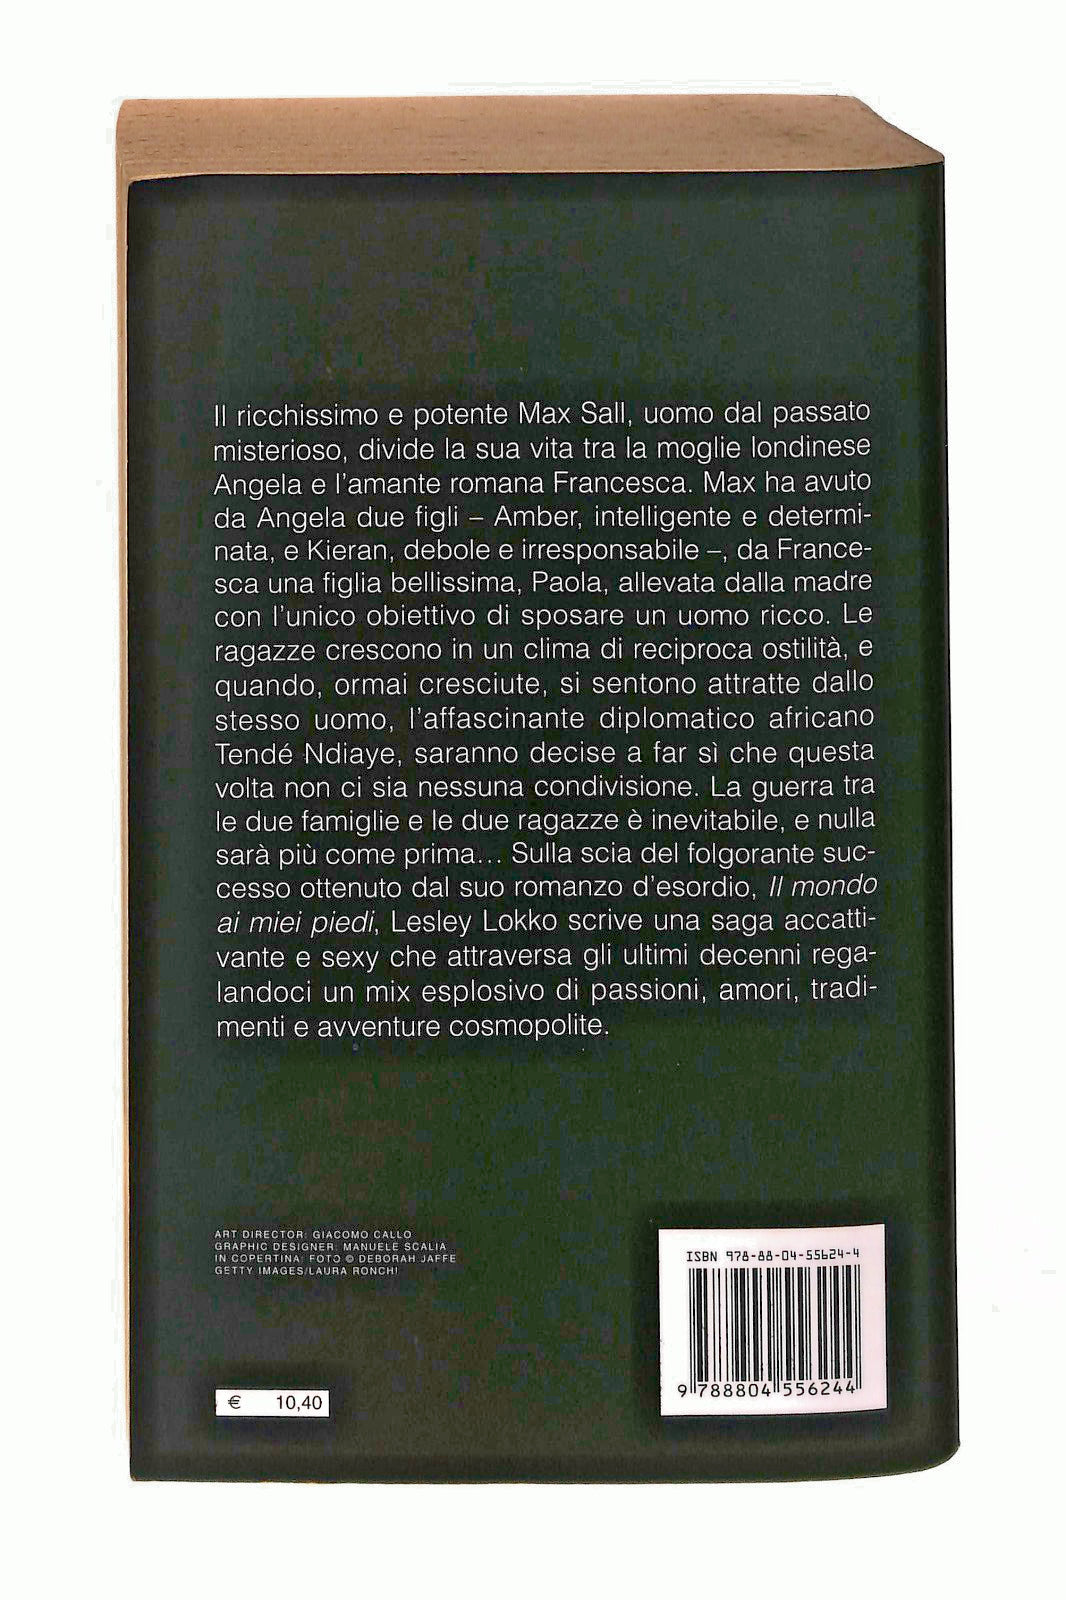 Il ricchissimo e potente Max Sall, uomo dal passato
misterioso, divide la sua vita tra la moglie londinese
Angela e l'amante romana Francesca. Max ha avuto
da Angela due figli – Amber, intelligente e determi-
nata, e Kieran, debole e irresponsabile –, da France-
sca una figlia bellissima, Paola, allevata dalla madre
con l'unico obiettivo di sposare un uomo ricco. Le
ragazze crescono in un clima di reciproca ostilità, e
quando, ormai cresciute, si sentono attratte dallo
stesso uomo, l'affascinante diplomatico africano
Tendé Ndiaye, saranno decise a far sì che questa
volta non ci sia nessuna condivisione. La guerra tra
le due famiglie e le due ragazze è inevitabile, e nulla
sarà più come prima... Sulla scia del folgorante suc-
cesso ottenuto dal suo romanzo d'esordio, Il mondo
ai miei piedi, Lesley Lokko scrive una saga accatti-
vante e sexy che attraversa gli ultimi decenni rega-
landoci un mix esplosivo di passioni, amori, tradi-
menti e avventure cosmopolite.
ART DIRECTOR: GIACOMO CALLO
GRAPHIC DESIGNER: MANUELE SCALIA
IN COPERTINA: FOTO © DEBORAH JAFFE
GETTY IMAGES/LAURA RONCHI
ISBN 978-88-04-55624-4
9 788804 556244
€ 10,40